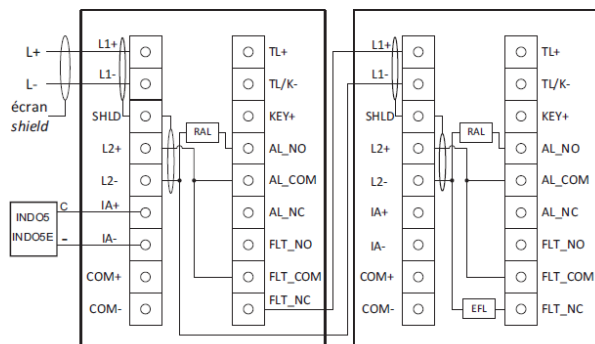 L+
L-
écran
shield
L1+
L1-
SHLD
L2+
L2-
IA+
IA-
COM+
COM-
INDO5
INDO5E
C
-
RAL
TL+
TL/K-
KEY+
AL_NO
AL_COM
AL_NC
FLT_NO
FLT_COM
FLT_NC
L1+
L1-
SHLD
L2+
L2-
IA+
IA-
COM+
COM-
RAL
EFL
TL+
TL/K-
KEY+
AL_NO
AL_COM
AL_NC
FLT_NO
FLT_COM
FLT_NC